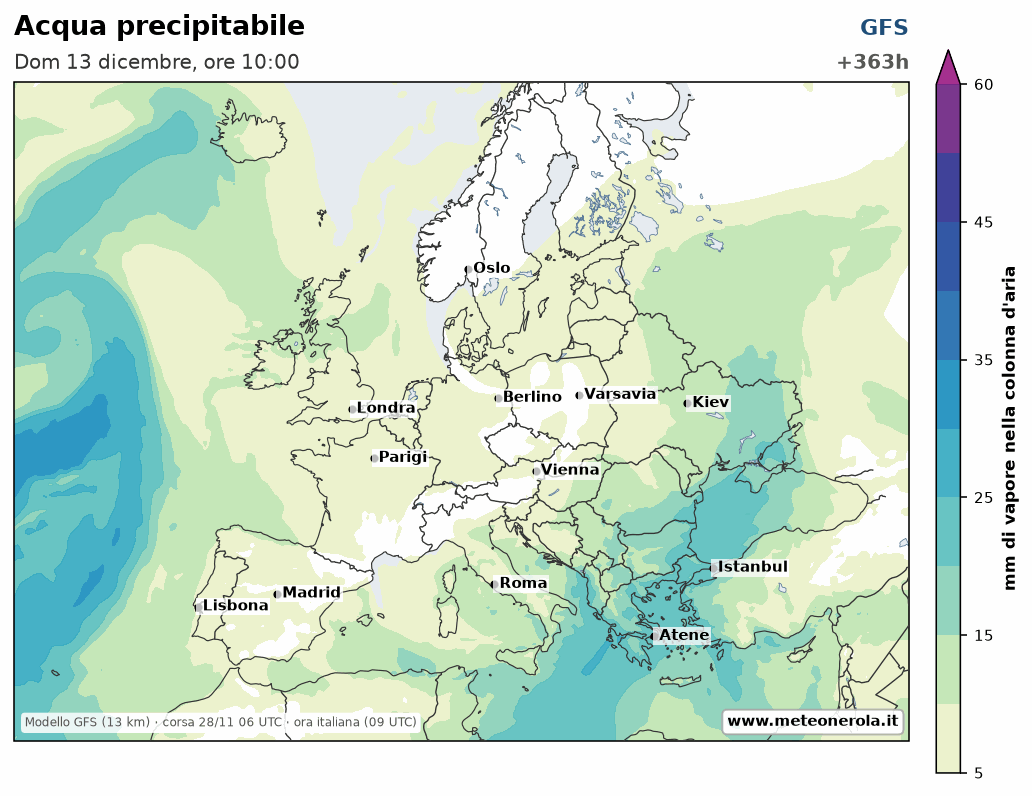 Acqua precipitabile
GFS
Dom 13 dicembre, ore 10:00
+363h
60
45
35
25
15
5
mm di vapore nella colonna d'aria
Oslo
Londra
Berlino
Varsavia
Kiev
Parigi
Vienna
Istanbul
Roma
Madrid
Lisbona
Atene
Modello GFS (13 km) · corsa 28/11 06 UTC · ora italiana (09 UTC)
www.meteonerola.it